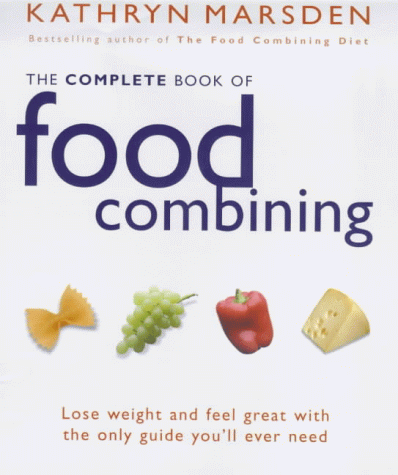 KATHRYN MARSDEN
Bestselling author of The Food Combining Diet
THE COMPLETE BOOK OF
food
combining
Lose weight and feel great with
the only guide you'll ever need